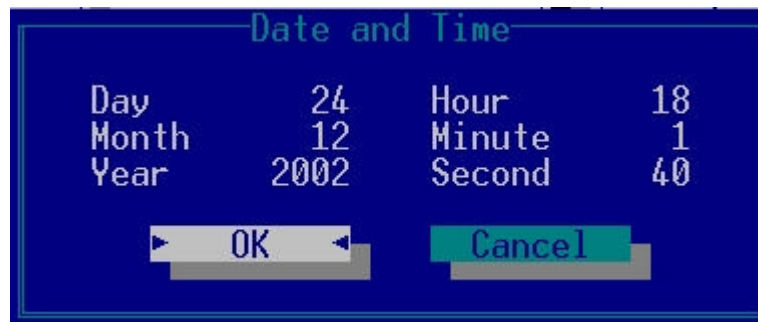 Date and Time
Day 24 Hour 18
Month 12 Minute 1
Year 2002 Second 40
OK Cancel